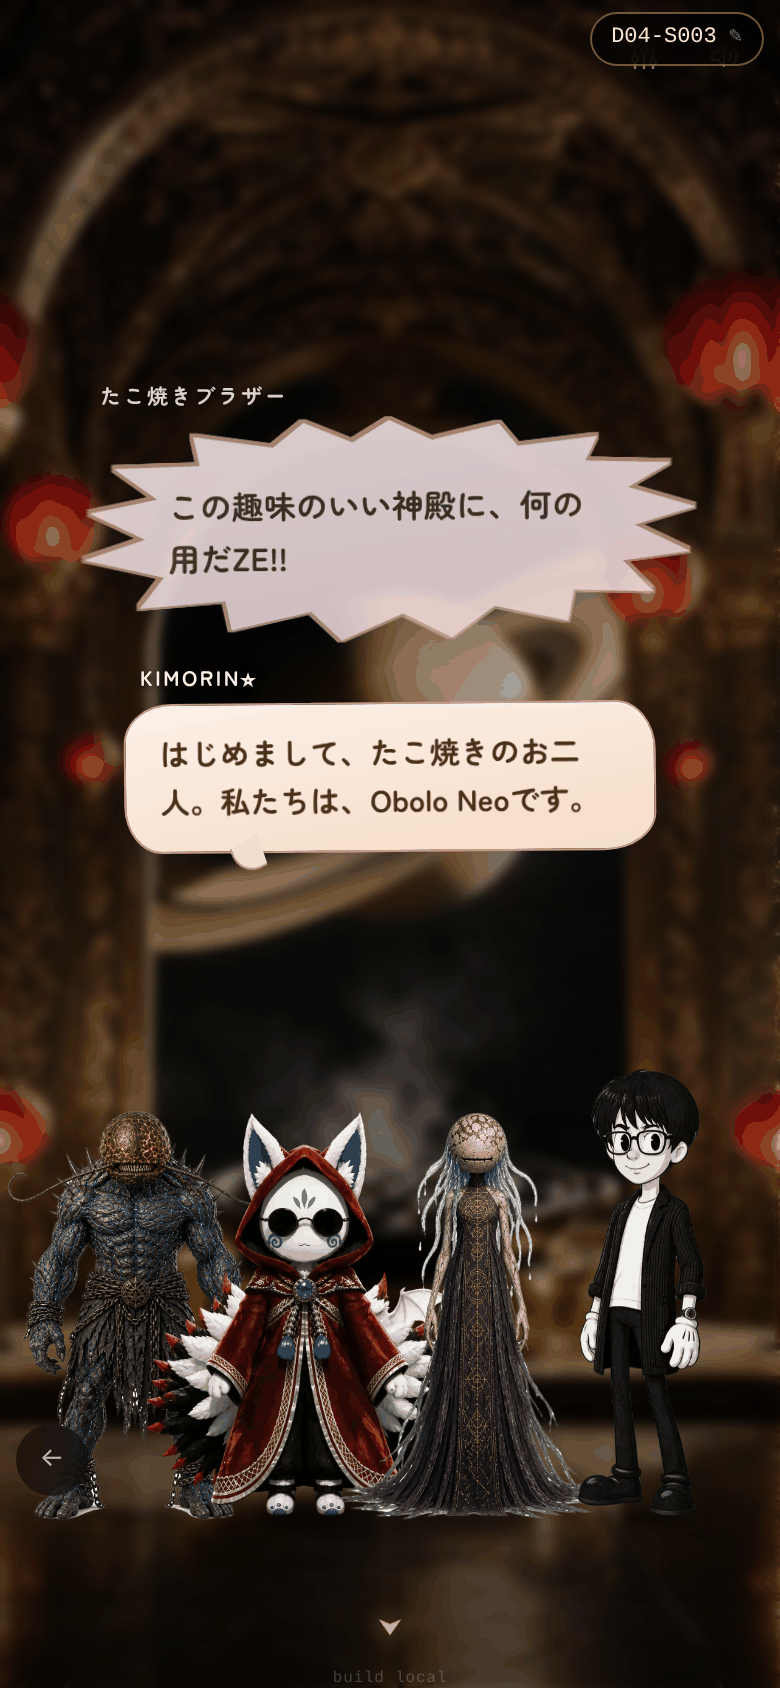 D04-S003 ✎
たこ焼きブラザー
この趣味のいい神殿に、何の
用だZE!!
KIMORIN☆
はじめまして、たこ焼きのお二
人。私たちは、Obolo Neoです。
build local